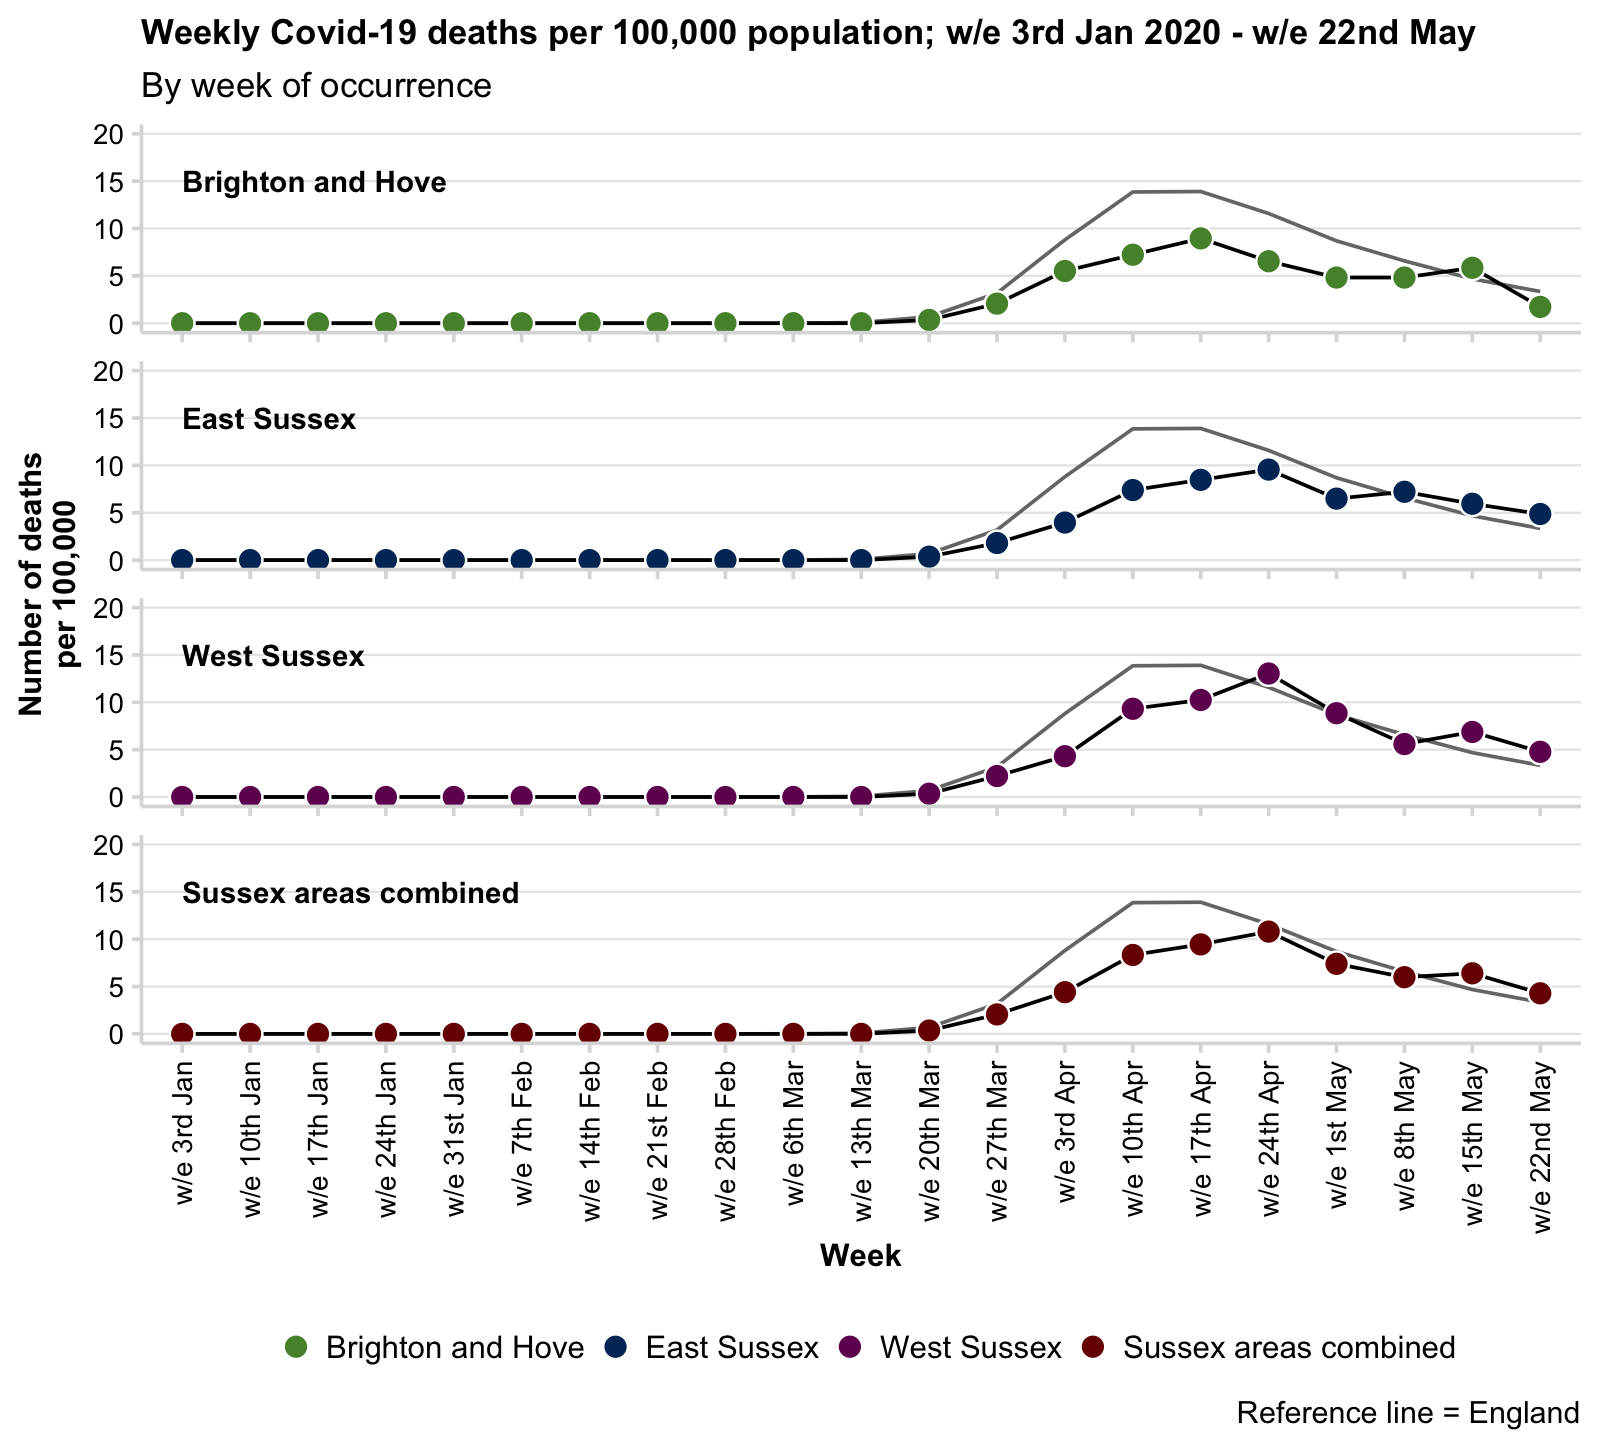 Weekly Covid-19 deaths per 100,000 population; w/e 3rd Jan 2020 - w/e 22nd May
By week of occurrence
Number of deaths
per 100,000
20
15
10
5
0
Brighton and Hove
20
15
10
5
0
East Sussex
20
15
10
5
0
West Sussex
20
15
10
5
0
Sussex areas combined
w/e 3rd Jan
w/e 10th Jan
w/e 17th Jan
w/e 24th Jan
w/e 31st Jan
w/e 7th Feb
w/e 14th Feb
w/e 21st Feb
w/e 28th Feb
w/e 6th Mar
w/e 13th Mar
w/e 20th Mar
w/e 27th Mar
w/e 3rd Apr
w/e 10th Apr
w/e 17th Apr
w/e 24th Apr
w/e 1st May
w/e 8th May
w/e 15th May
w/e 22nd May
Week
Brighton and Hove East Sussex West Sussex Sussex areas combined
Reference line = England